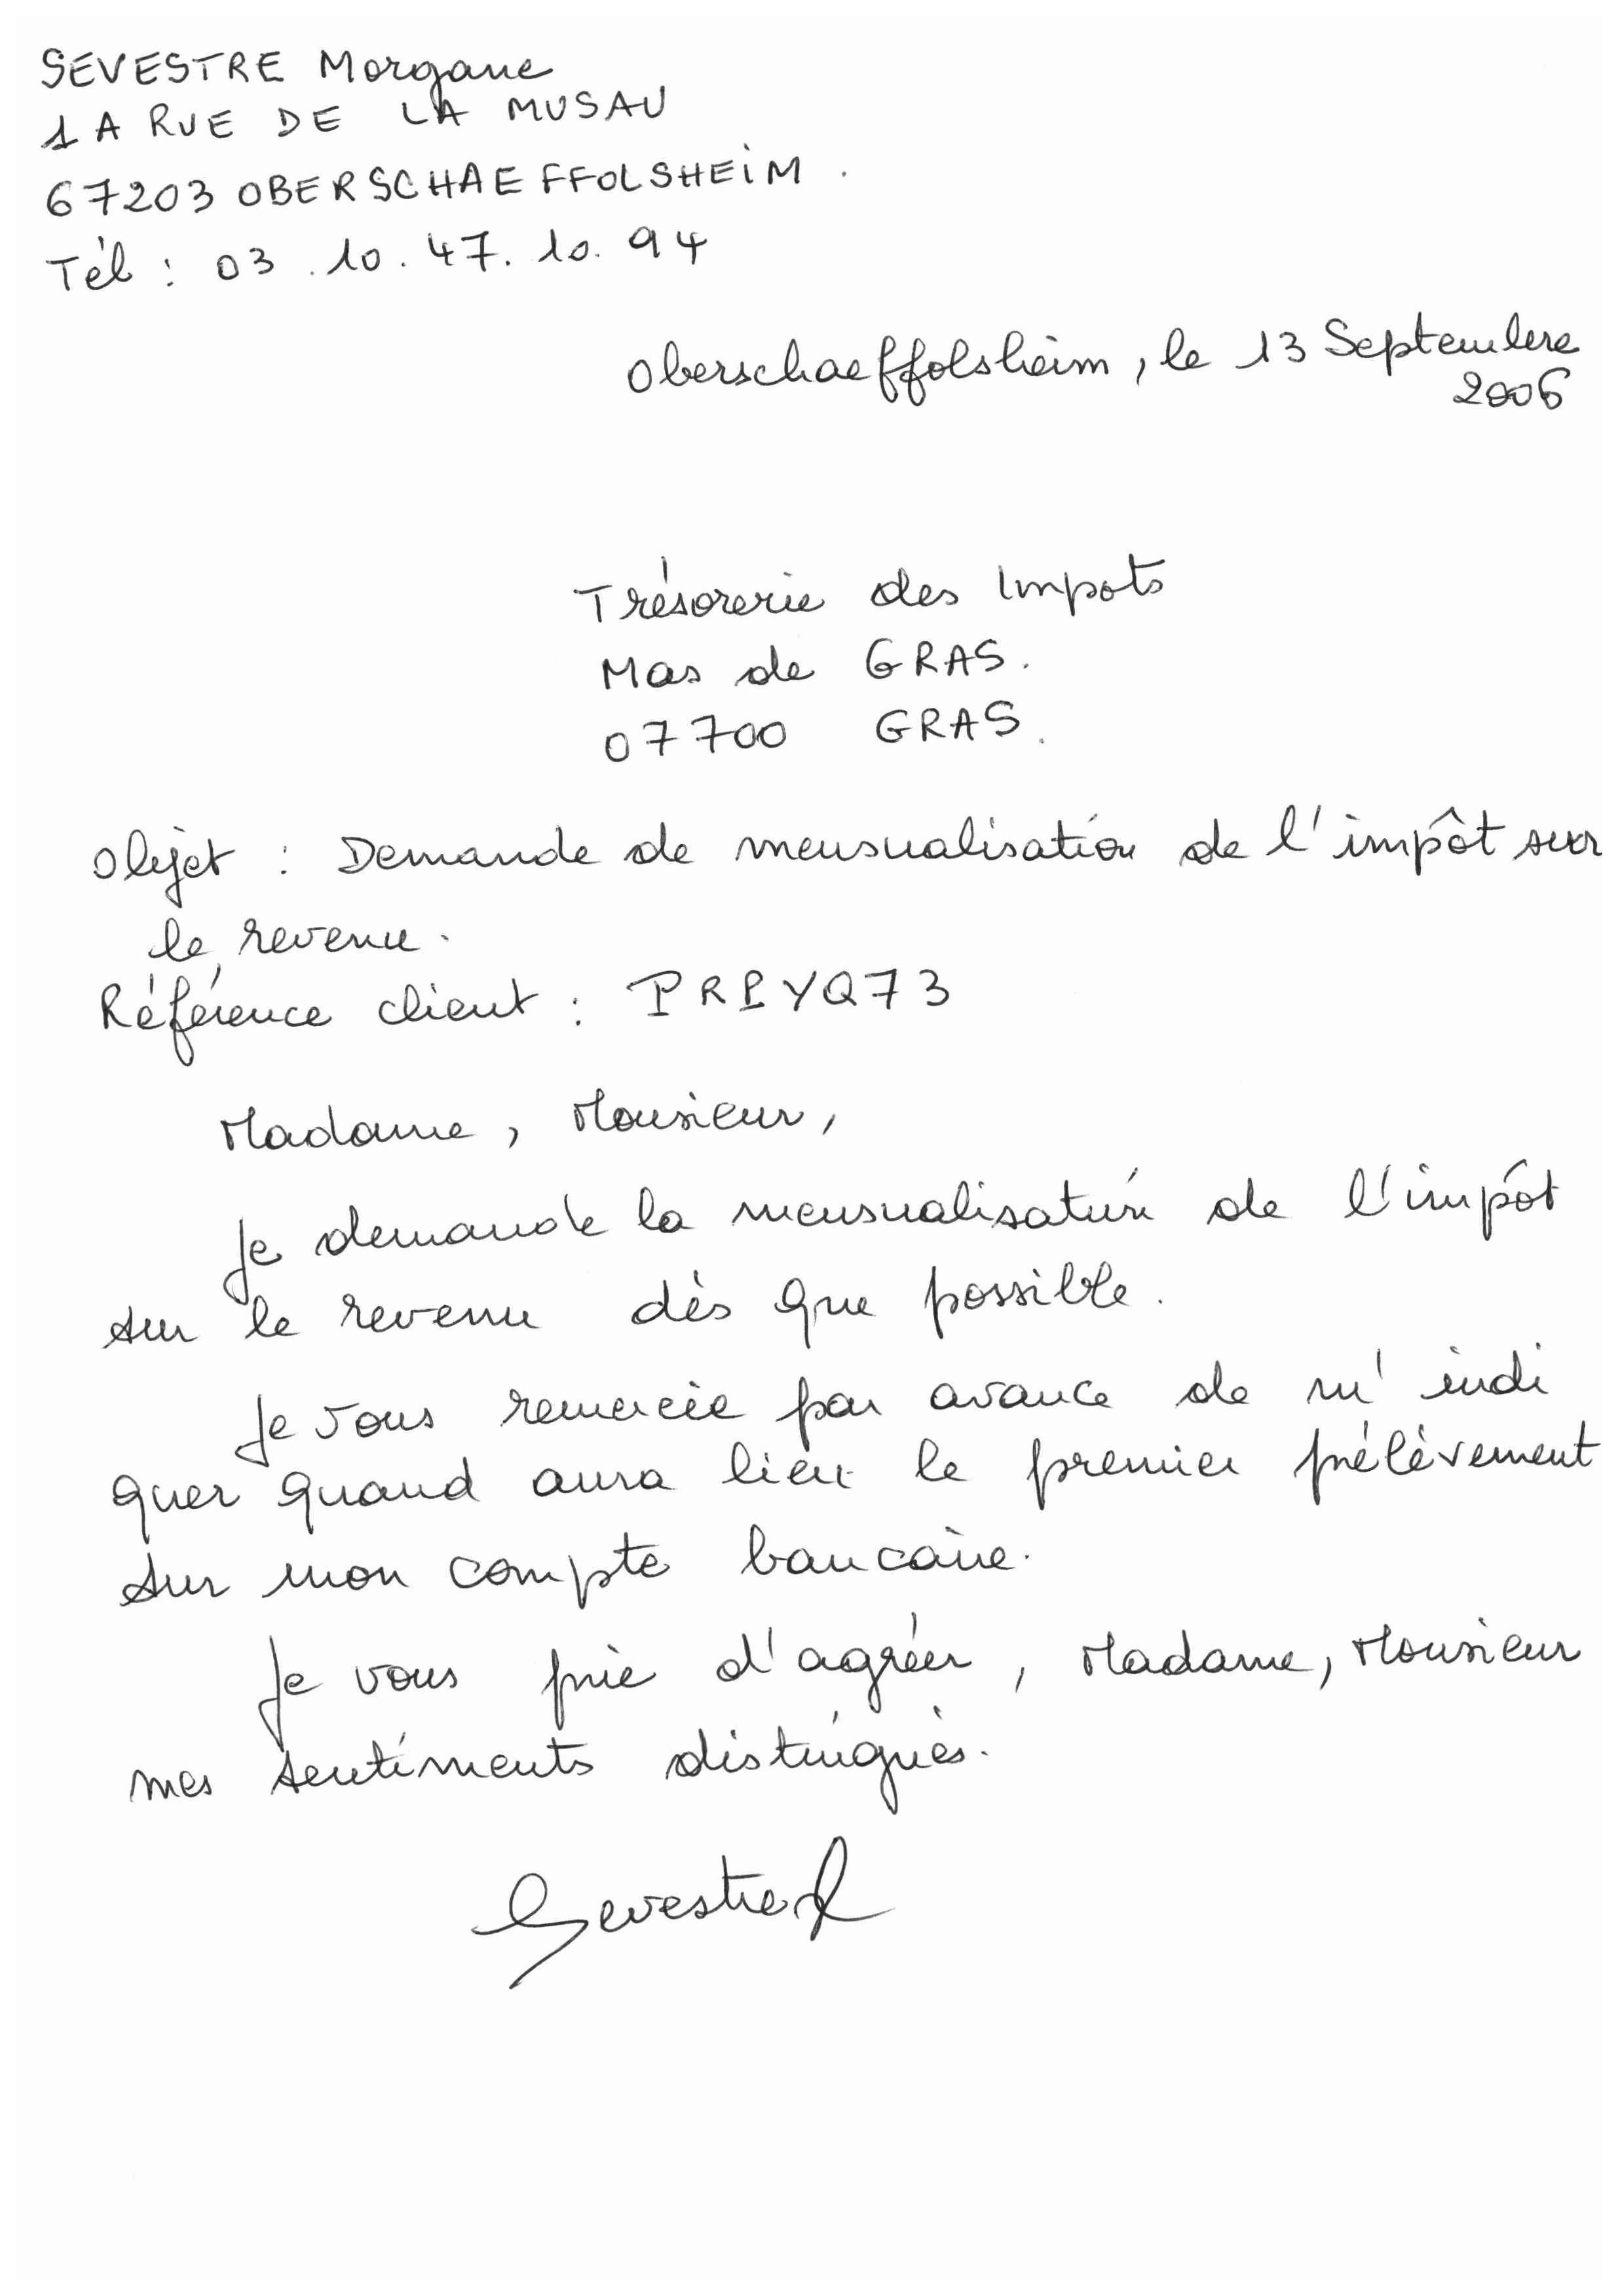 SEVESTRE Morgane
1A RUE DE LA MUSAU
67203 OBERSCHAEFFOLSHEIM.
Tél : 03.10.47.10.94
Oberschaeffolsheim, le 13 Septembre
2006
Trésorerie des Impots
Mas de GRAS.
07700 GRAS.
Objet : Demande de mensualisation de l'impôt sur
le revenu.
Référence client : PRPYQ73
Madame, Monsieur,
Je demande la mensualisation de l'impôt
sur le revenu dès que possible.
Je vous remercie par avance de m'indi
quer quand aura lieu le premier prélèvement
sur mon compte bancaire.
Je vous prie d'agréer, Madame, Monsieur
mes sentiments distingués.
Sevestre